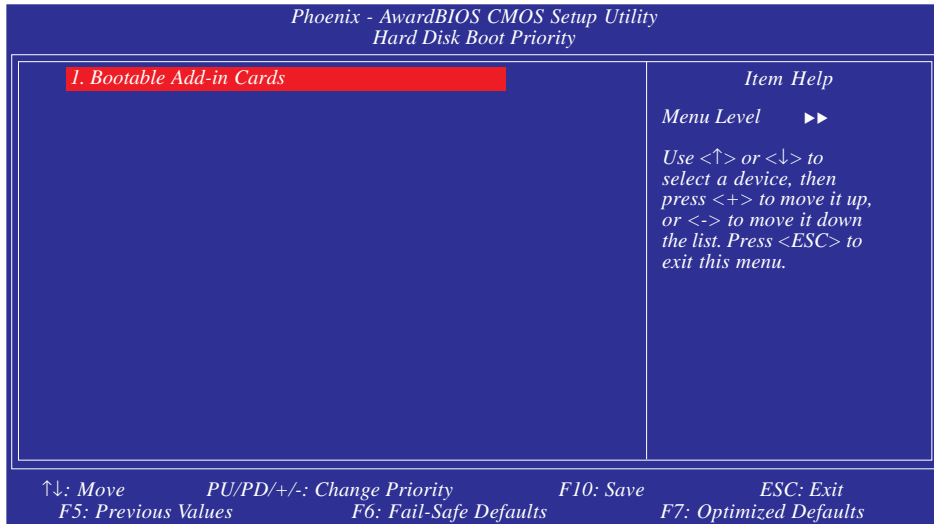 Phoenix - AwardBIOS CMOS Setup Utility
Hard Disk Boot Priority
1. Bootable Add-in Cards
Item Help
Menu Level ▶▶
Use <↑> or <↓> to
select a device, then
press <+> to move it up,
or <-> to move it down
the list. Press <ESC> to
exit this menu.
↑↓: Move PU/PD/+/-: Change Priority F10: Save ESC: Exit
F5: Previous Values F6: Fail-Safe Defaults F7: Optimized Defaults